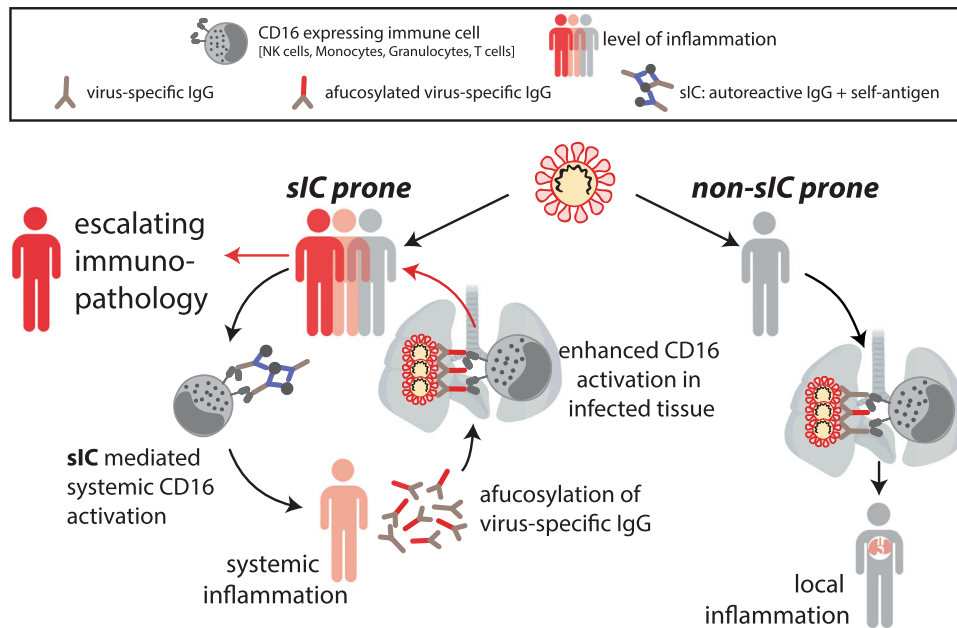 CD16 expressing immune cell
[NK cells, Monocytes, Granulocytes, T cells]
level of inflammation
virus-specific IgG
afucosylated virus-specific IgG
sIC: autoreactive IgG + self-antigen
sIC prone
non-sIC prone
escalating
immuno-
pathology
enhanced CD16
activation in
infected tissue
sIC mediated
systemic CD16
activation
afucosylation of
virus-specific IgG
systemic
inflammation
local
inflammation